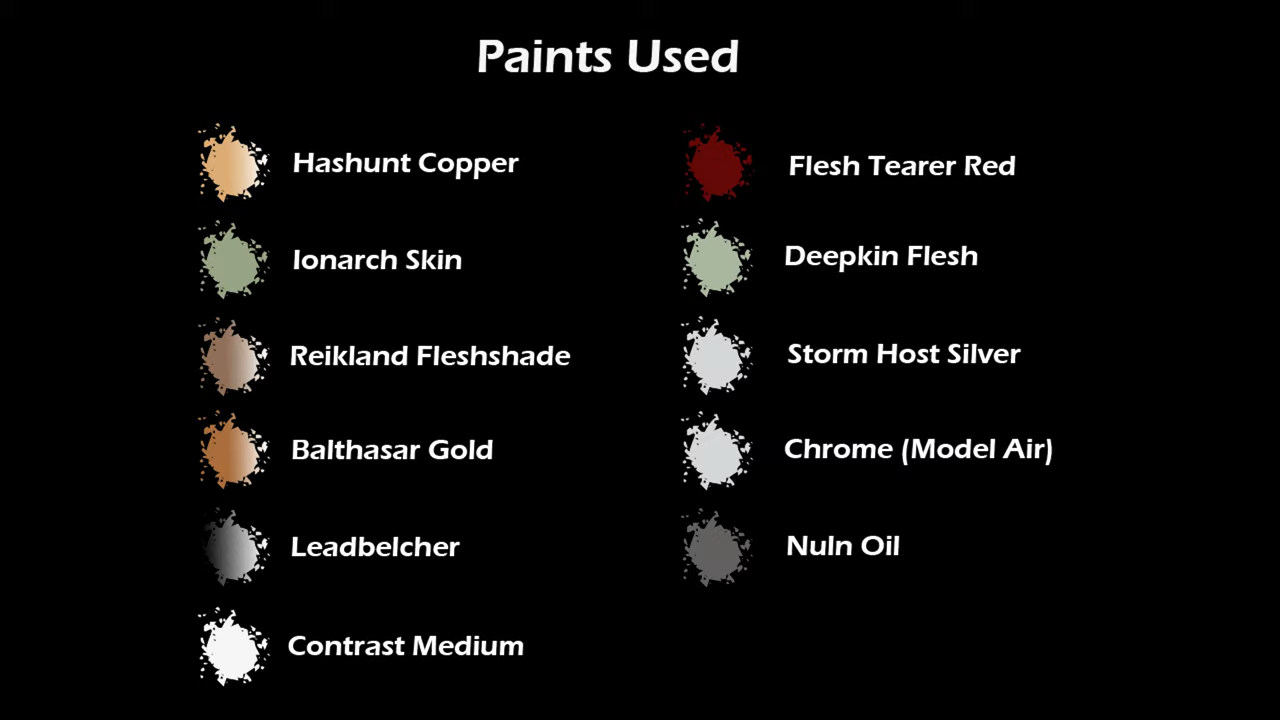 Paints Used
Hashunt Copper
Ionarch Skin
Reikland Fleshshade
Balthasar Gold
Leadbelcher
Contrast Medium
Flesh Tearer Red
Deepkin Flesh
Storm Host Silver
Chrome (Model Air)
Nuln Oil